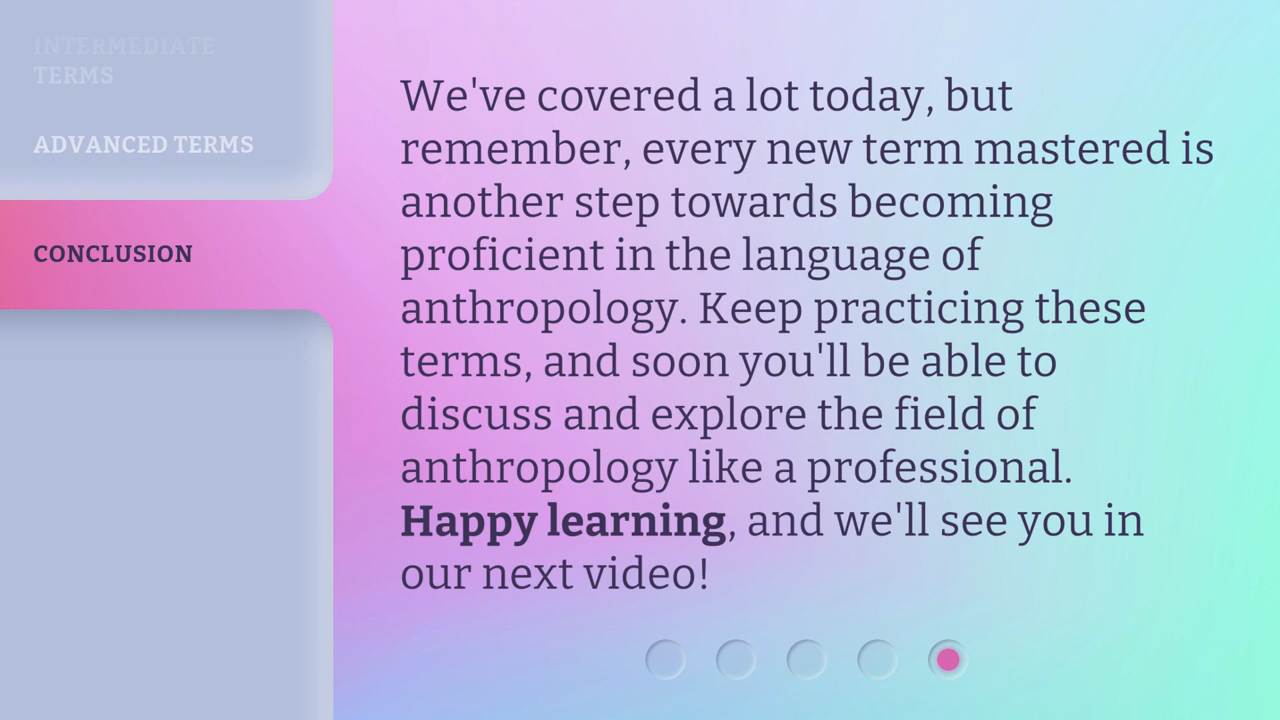 INTERMEDIATE
TERMS
ADVANCED TERMS
CONCLUSION
We've covered a lot today, but
remember, every new term mastered is
another step towards becoming
proficient in the language of
anthropology. Keep practicing these
terms, and soon you'll be able to
discuss and explore the field of
anthropology like a professional.
Happy learning, and we'll see you in
our next video!